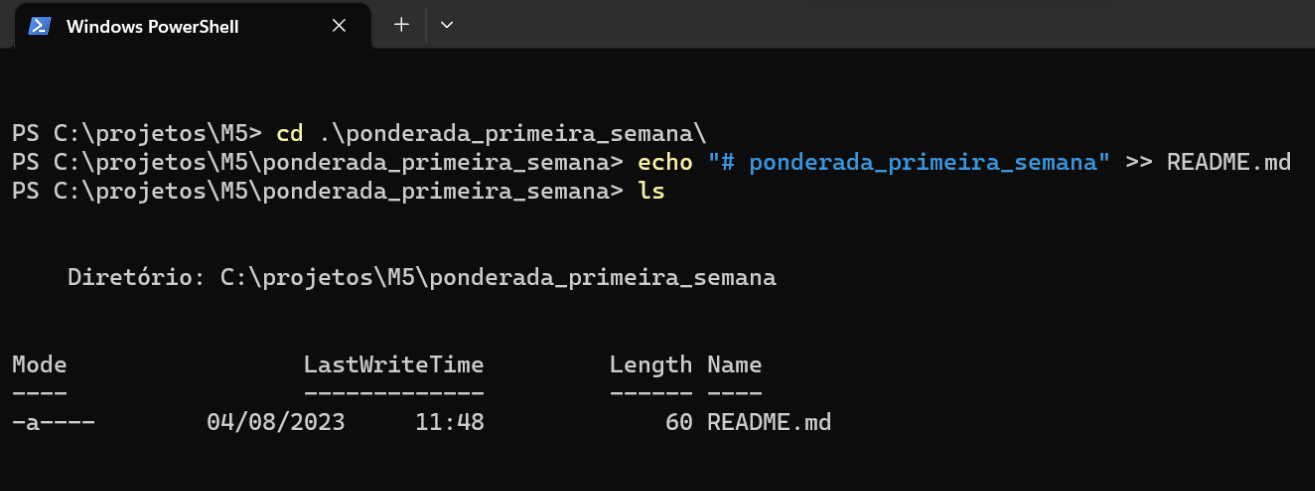 Windows PowerShell
PS C:\projetos\M5> cd .\ponderada_primeira_semana\
PS C:\projetos\M5\ponderada_primeira_semana> echo "# ponderada_primeira_semana" >> README.md
PS C:\projetos\M5\ponderada_primeira_semana> ls
Diretório: C:\projetos\M5\ponderada_primeira_semana
Mode                 LastWriteTime         Length Name
----                 -------------         ------ ----
-a----        04/08/2023     11:48             60 README.md